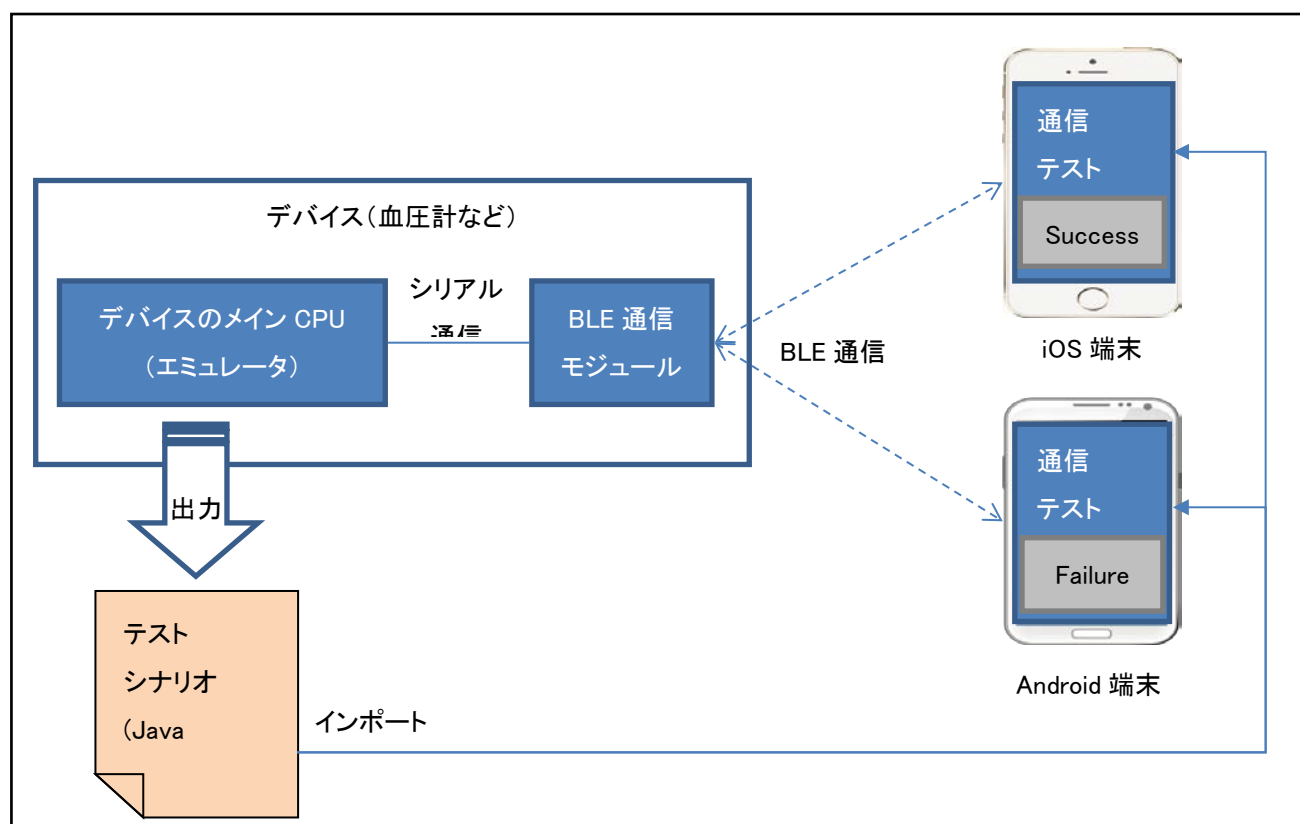 通信
テスト
Success
iOS 端末
デバイス(血圧計など)
デバイスのメイン CPU
(エミュレータ)
シリアル
通信
BLE 通信
モジュール
BLE 通信
通信
テスト
Failure
Android 端末
出力
テスト
シナリオ
(Java
インポート